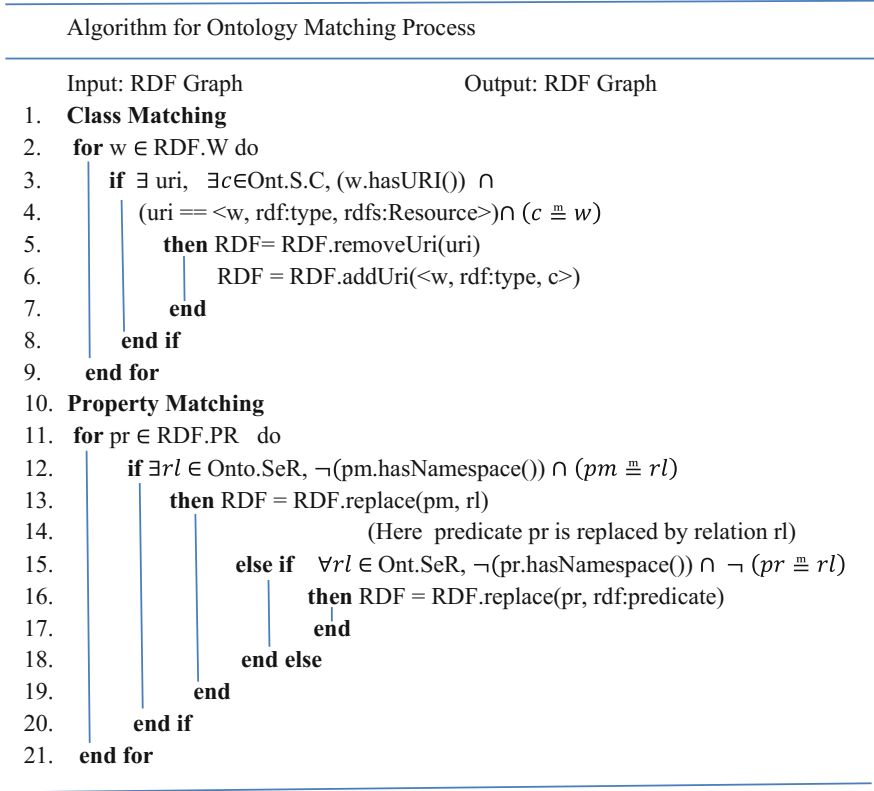 Algorithm for Ontology Matching Process
Input: RDF Graph Output: RDF Graph
1. Class Matching
2. for w ∈ RDF.W do
3. if ∃ uri, ∃c∈Ont.S.C, (w.hasURI()) ∩
4. (uri == <w, rdf:type, rdfs:Resource>)∩ (c ≞ w)
5. then RDF= RDF.removeUri(uri)
6. RDF = RDF.addUri(<w, rdf:type, c>)
7. end
8. end if
9. end for
10. Property Matching
11. for pr ∈ RDF.PR do
12. if ∃rl ∈ Onto.SeR, ¬(pm.hasNamespace()) ∩ (pm ≞ rl)
13. then RDF = RDF.replace(pm, rl)
14. (Here predicate pr is replaced by relation rl)
15. else if ∀rl ∈ Ont.SeR, ¬(pr.hasNamespace()) ∩ ¬ (pr ≞ rl)
16. then RDF = RDF.replace(pr, rdf:predicate)
17. end
18. end else
19. end
20. end if
21. end for